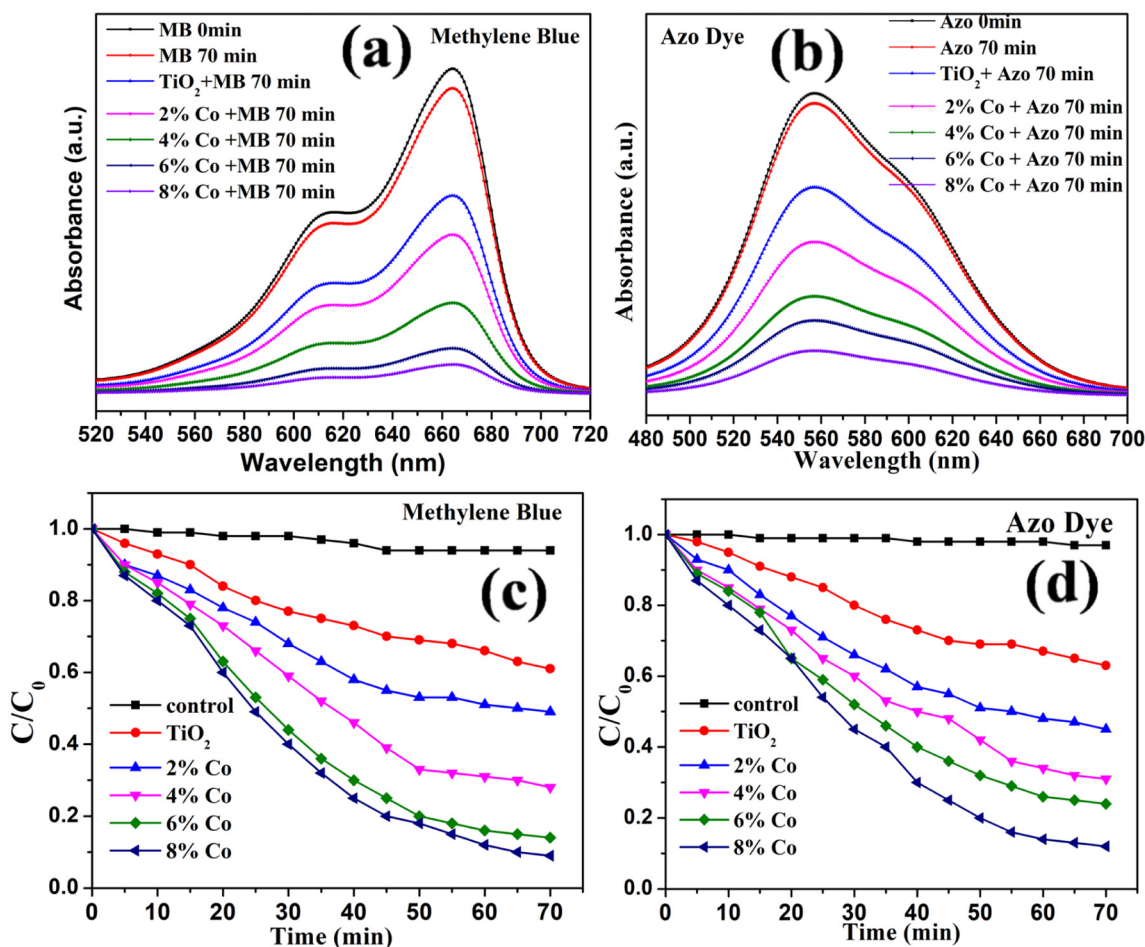 MB 0min
MB 70 min
TiO2+MB 70 min
2% Co +MB 70 min
4% Co +MB 70 min
6% Co +MB 70 min
8% Co +MB 70 min
(a)
Methylene Blue
Absorbance (a.u.)
520 540 560 580 600 620 640 660 680 700 720
Wavelength (nm)
Azo Dye
(b)
Azo 0min
Azo 70 min
TiO2+ Azo 70 min
2% Co + Azo 70 min
4% Co + Azo 70 min
6% Co + Azo 70 min
8% Co + Azo 70 min
Absorbance (a.u.)
480 500 520 540 560 580 600 620 640 660 680 700
Wavelength (nm)
Methylene Blue
(c)
C/C0
1.0
0.8
0.6
0.4
0.2
0.0
control
TiO2
2% Co
4% Co
6% Co
8% Co
0 10 20 30 40 50 60 70
Time (min)
Azo Dye
(d)
C/C0
1.0
0.8
0.6
0.4
0.2
0.0
control
TiO2
2% Co
4% Co
6% Co
8% Co
0 10 20 30 40 50 60 70
Time (min)